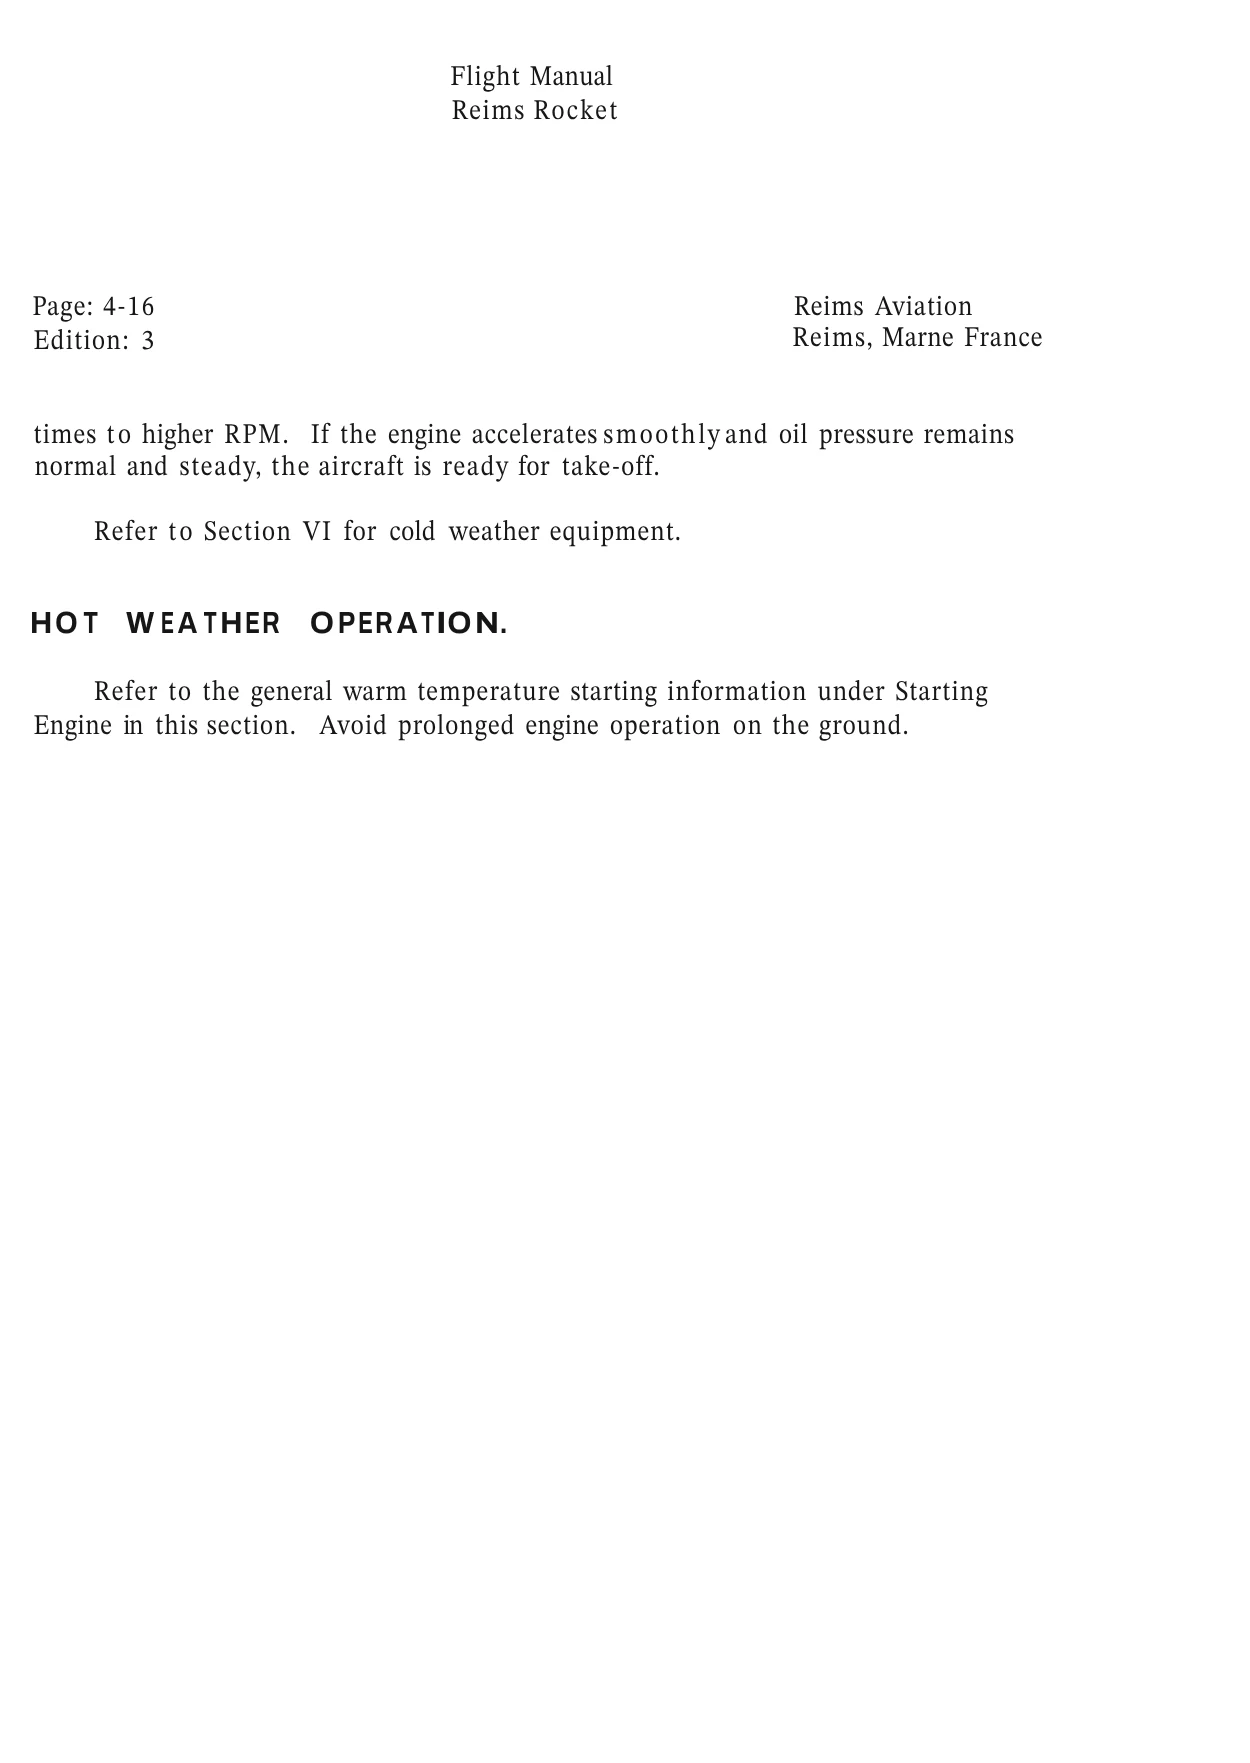 Flight Manual
Reims Rocket
Page: 4-16
Edition: 3
Reims Aviation
Reims, Marne France
times to higher RPM. If the engine accelerates smoothly and oil pressure remains
normal and steady, the aircraft is ready for take-off.
Refer to Section VI for cold weather equipment.
HOT WEATHER OPERATION.
Refer to the general warm temperature starting information under Starting
Engine in this section. Avoid prolonged engine operation on the ground.